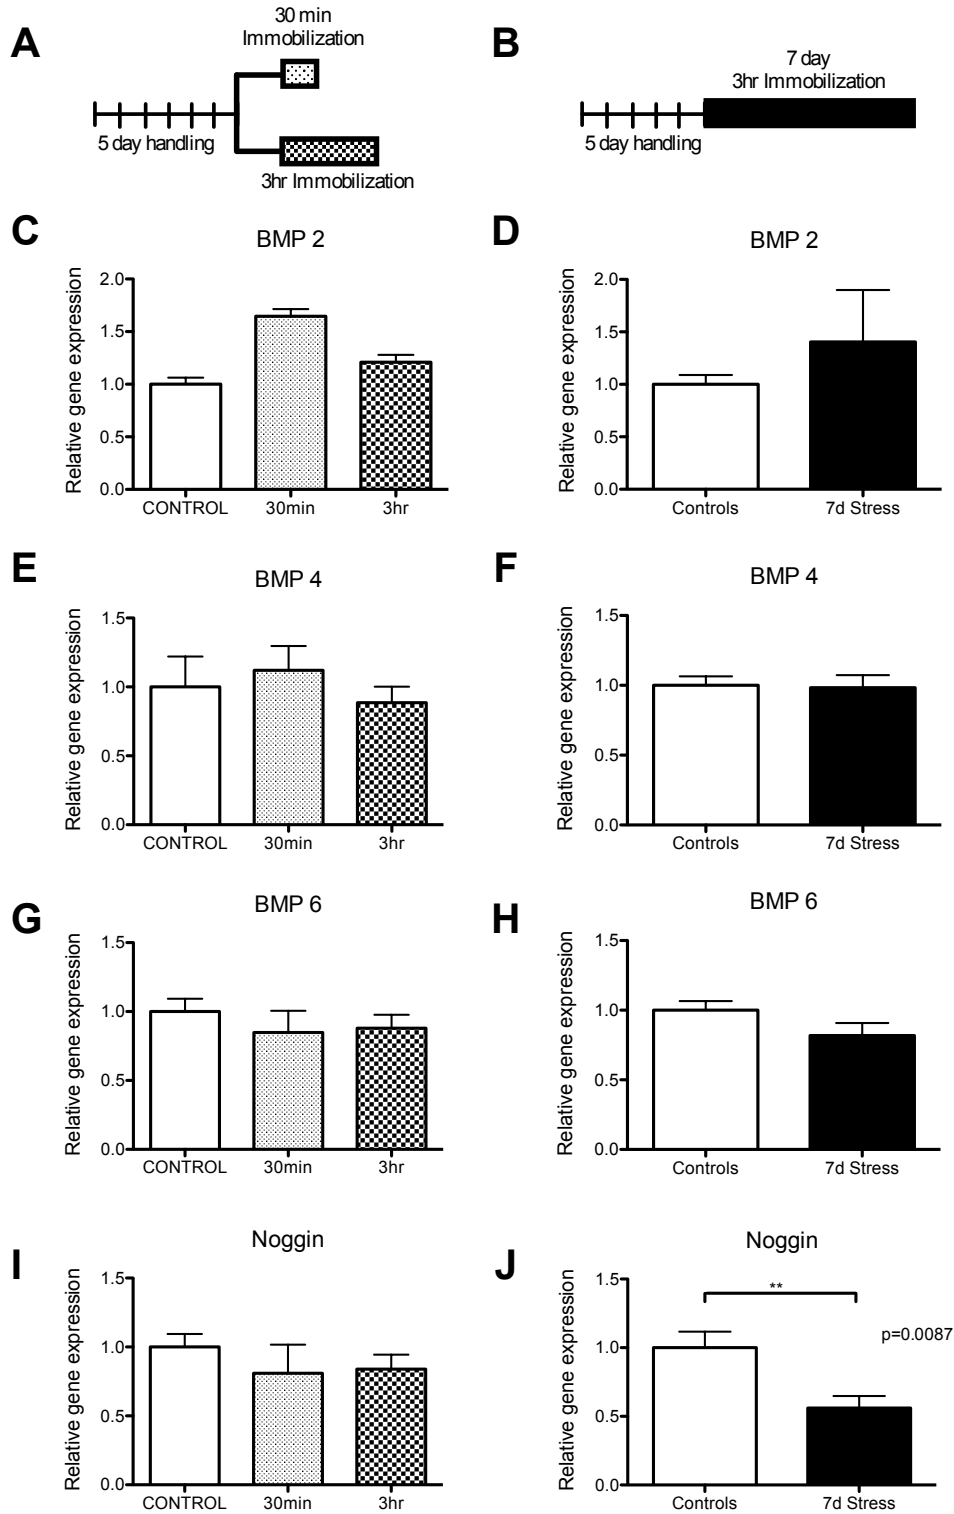 A
30 min
Immobilization
5 day handling
3hr Immobilization
B
7 day
3hr Immobilization
5 day handling
C
BMP 2
Relative gene expression
2.0
1.5
1.0
0.5
0.0
CONTROL 30min 3hr
D
BMP 2
Relative gene expression
2.0
1.5
1.0
0.5
0.0
Controls 7d Stress
E
BMP 4
Relative gene expression
1.5
1.0
0.5
0.0
CONTROL 30min 3hr
F
BMP 4
Relative gene expression
1.5
1.0
0.5
0.0
Controls 7d Stress
G
BMP 6
Relative gene expression
1.5
1.0
0.5
0.0
CONTROL 30min 3hr
H
BMP 6
Relative gene expression
1.5
1.0
0.5
0.0
Controls 7d Stress
I
Noggin
Relative gene expression
1.5
1.0
0.5
0.0
CONTROL 30min 3hr
J
Noggin
Relative gene expression
1.5
1.0
0.5
0.0
**
p=0.0087
Controls 7d Stress